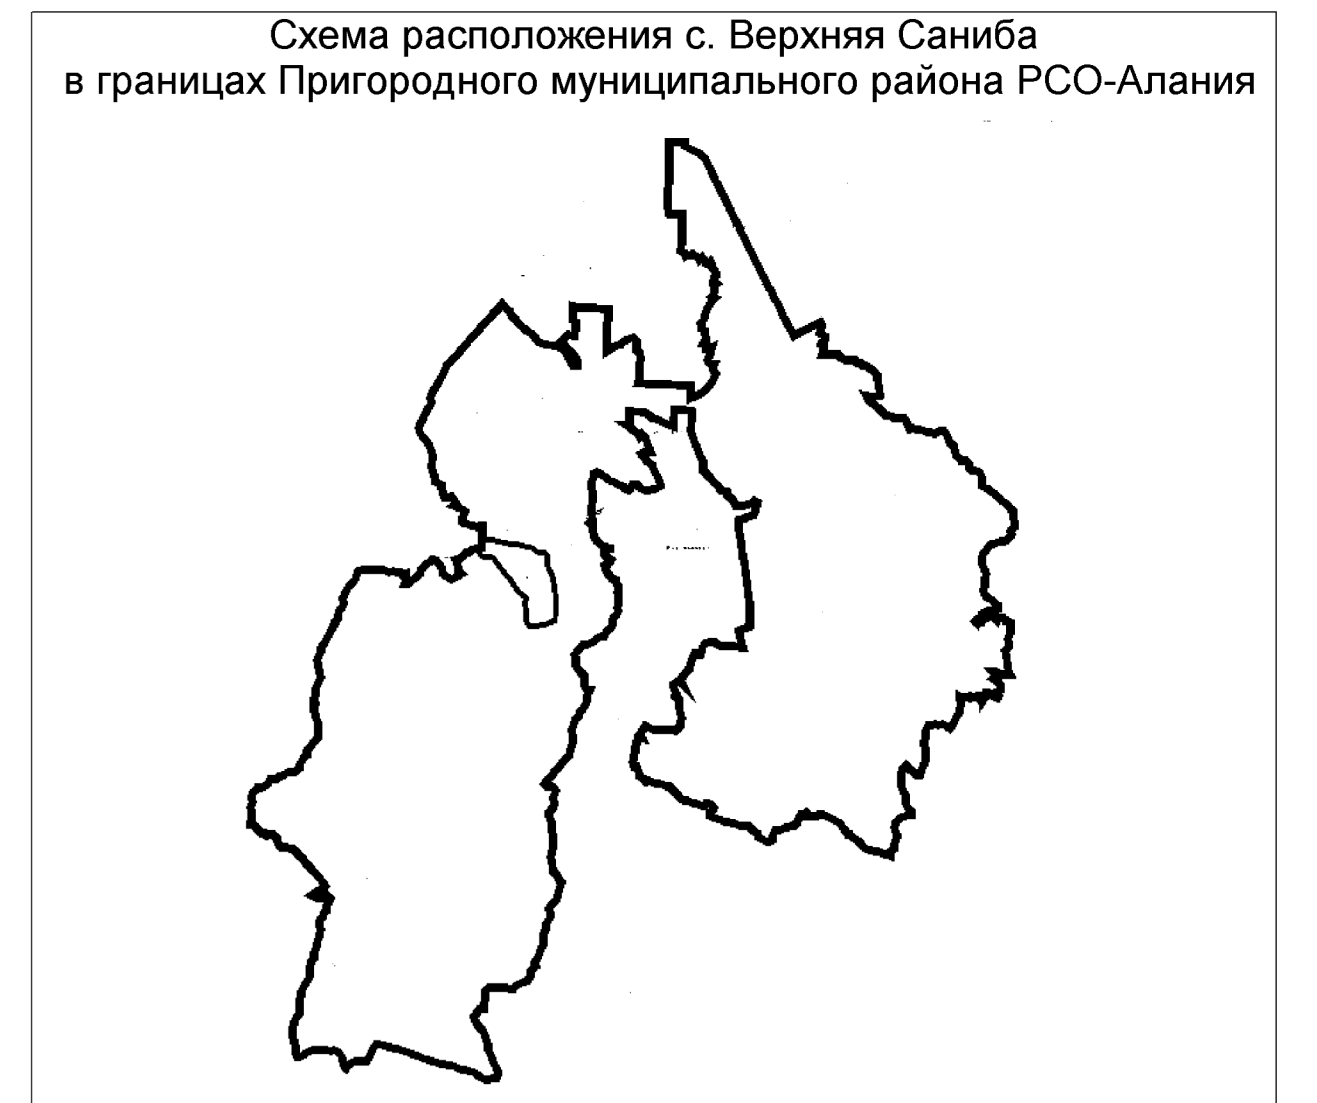 Схема расположения с. Верхняя Саниба
в границах Пригородного муниципального района РСО-Алания